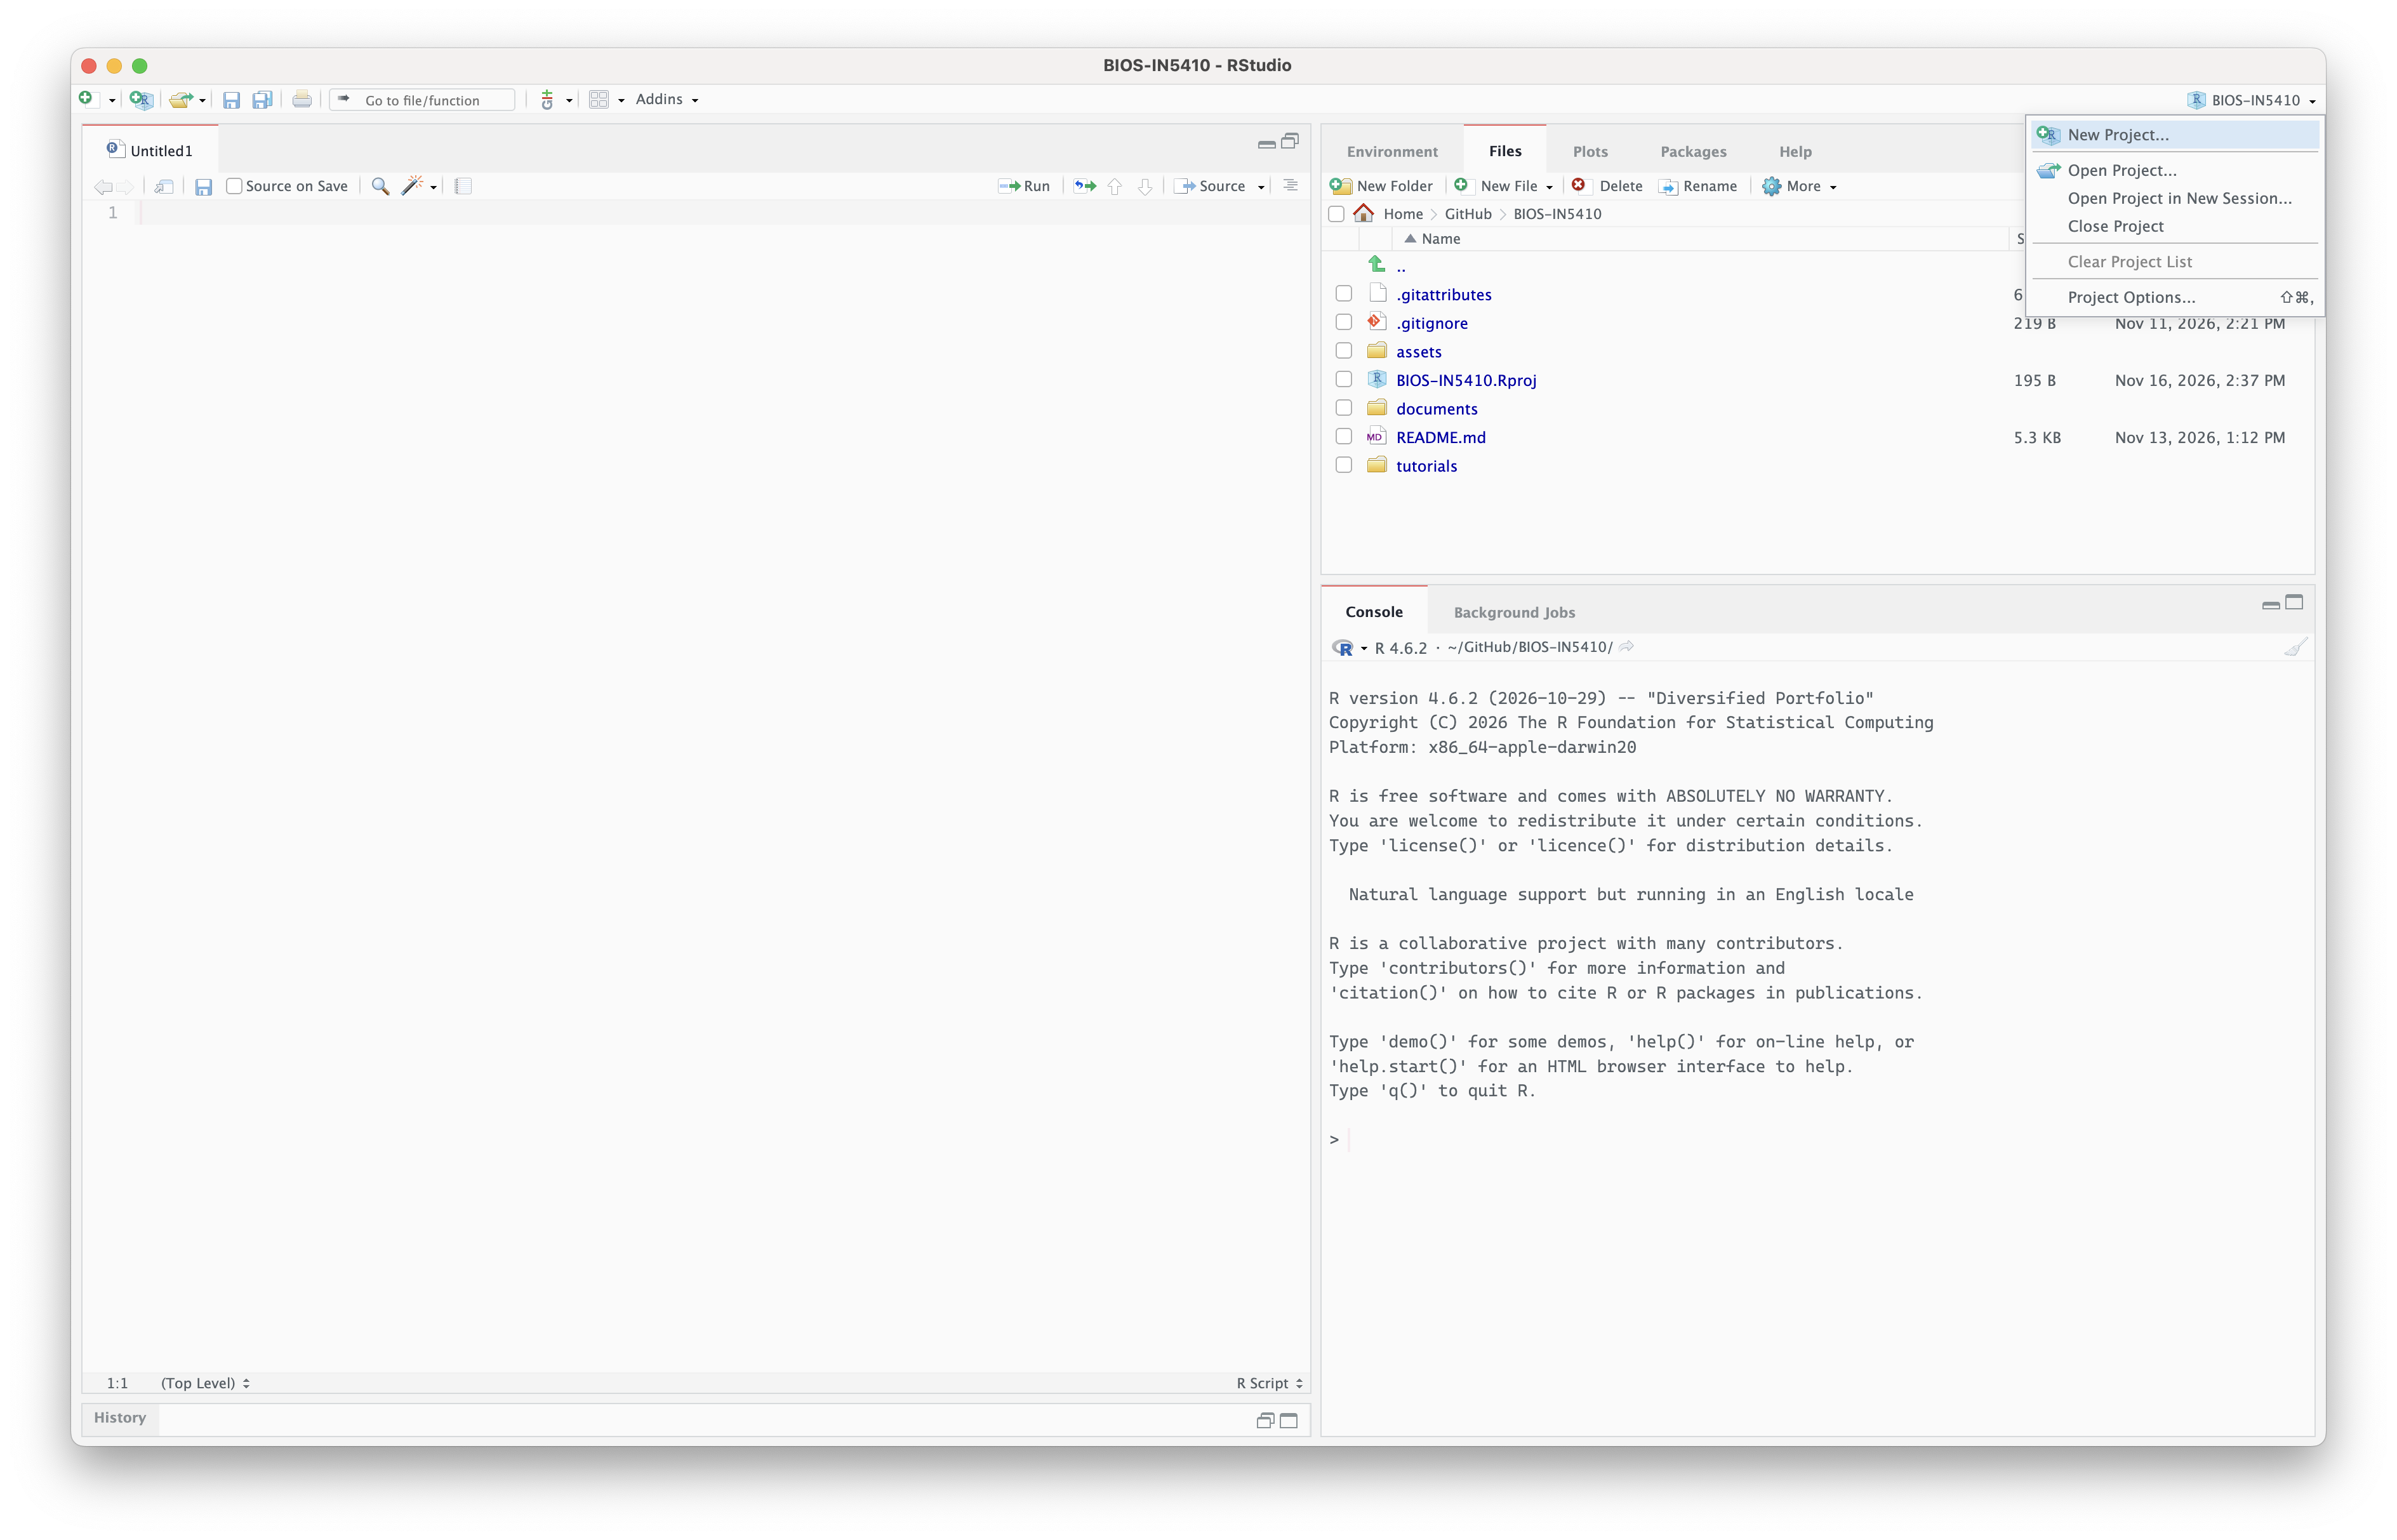 BIOS-IN5410 - RStudio
Go to file/function
Addins
BIOS-IN5410
New Project...
Open Project...
Open Project in New Session...
Close Project
Clear Project List
Project Options... ⇧⌘,
Untitled1
Source on Save
Run
Source
1
1:1 (Top Level)
R Script
History
Environment Files Plots Packages Help
New Folder New File Delete Rename More
Home GitHub BIOS-IN5410
Name
..
.gitattributes
.gitignore 219 B Nov 11, 2026, 2:21 PM
assets
BIOS-IN5410.Rproj 195 B Nov 16, 2026, 2:37 PM
documents
README.md 5.3 KB Nov 13, 2026, 1:12 PM
tutorials
Console Background Jobs
R 4.6.2 · ~/GitHub/BIOS-IN5410/
R version 4.6.2 (2026-10-29) -- "Diversified Portfolio"
Copyright (C) 2026 The R Foundation for Statistical Computing
Platform: x86_64-apple-darwin20
R is free software and comes with ABSOLUTELY NO WARRANTY.
You are welcome to redistribute it under certain conditions.
Type 'license()' or 'licence()' for distribution details.
Natural language support but running in an English locale
R is a collaborative project with many contributors.
Type 'contributors()' for more information and
'citation()' on how to cite R or R packages in publications.
Type 'demo()' for some demos, 'help()' for on-line help, or
'help.start()' for an HTML browser interface to help.
Type 'q()' to quit R.
>